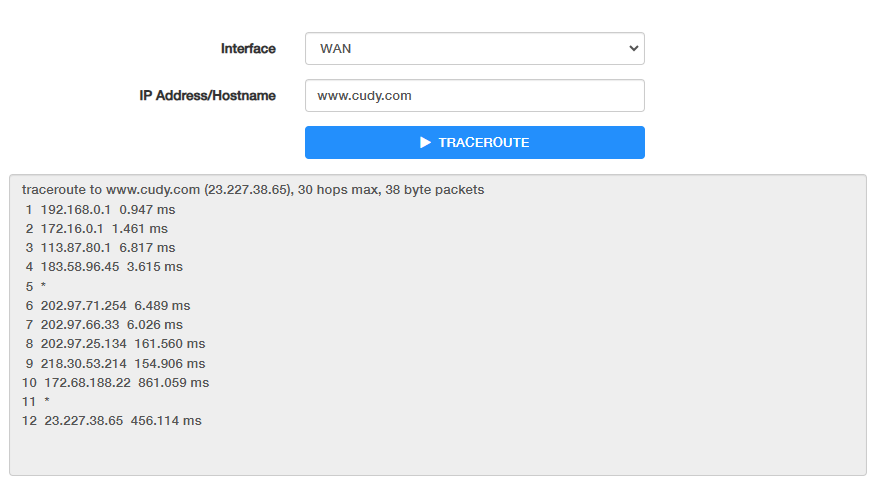 Interface WAN
IP Address/Hostname www.cudy.com
TRACEROUTE
traceroute to www.cudy.com (23.227.38.65), 30 hops max, 38 byte packets
1 192.168.0.1 0.947 ms
2 172.16.0.1 1.461 ms
3 113.87.80.1 6.817 ms
4 183.58.96.45 3.615 ms
5 *
6 202.97.71.254 6.489 ms
7 202.97.66.33 6.026 ms
8 202.97.25.134 161.560 ms
9 218.30.53.214 154.906 ms
10 172.68.188.22 861.059 ms
11 *
12 23.227.38.65 456.114 ms